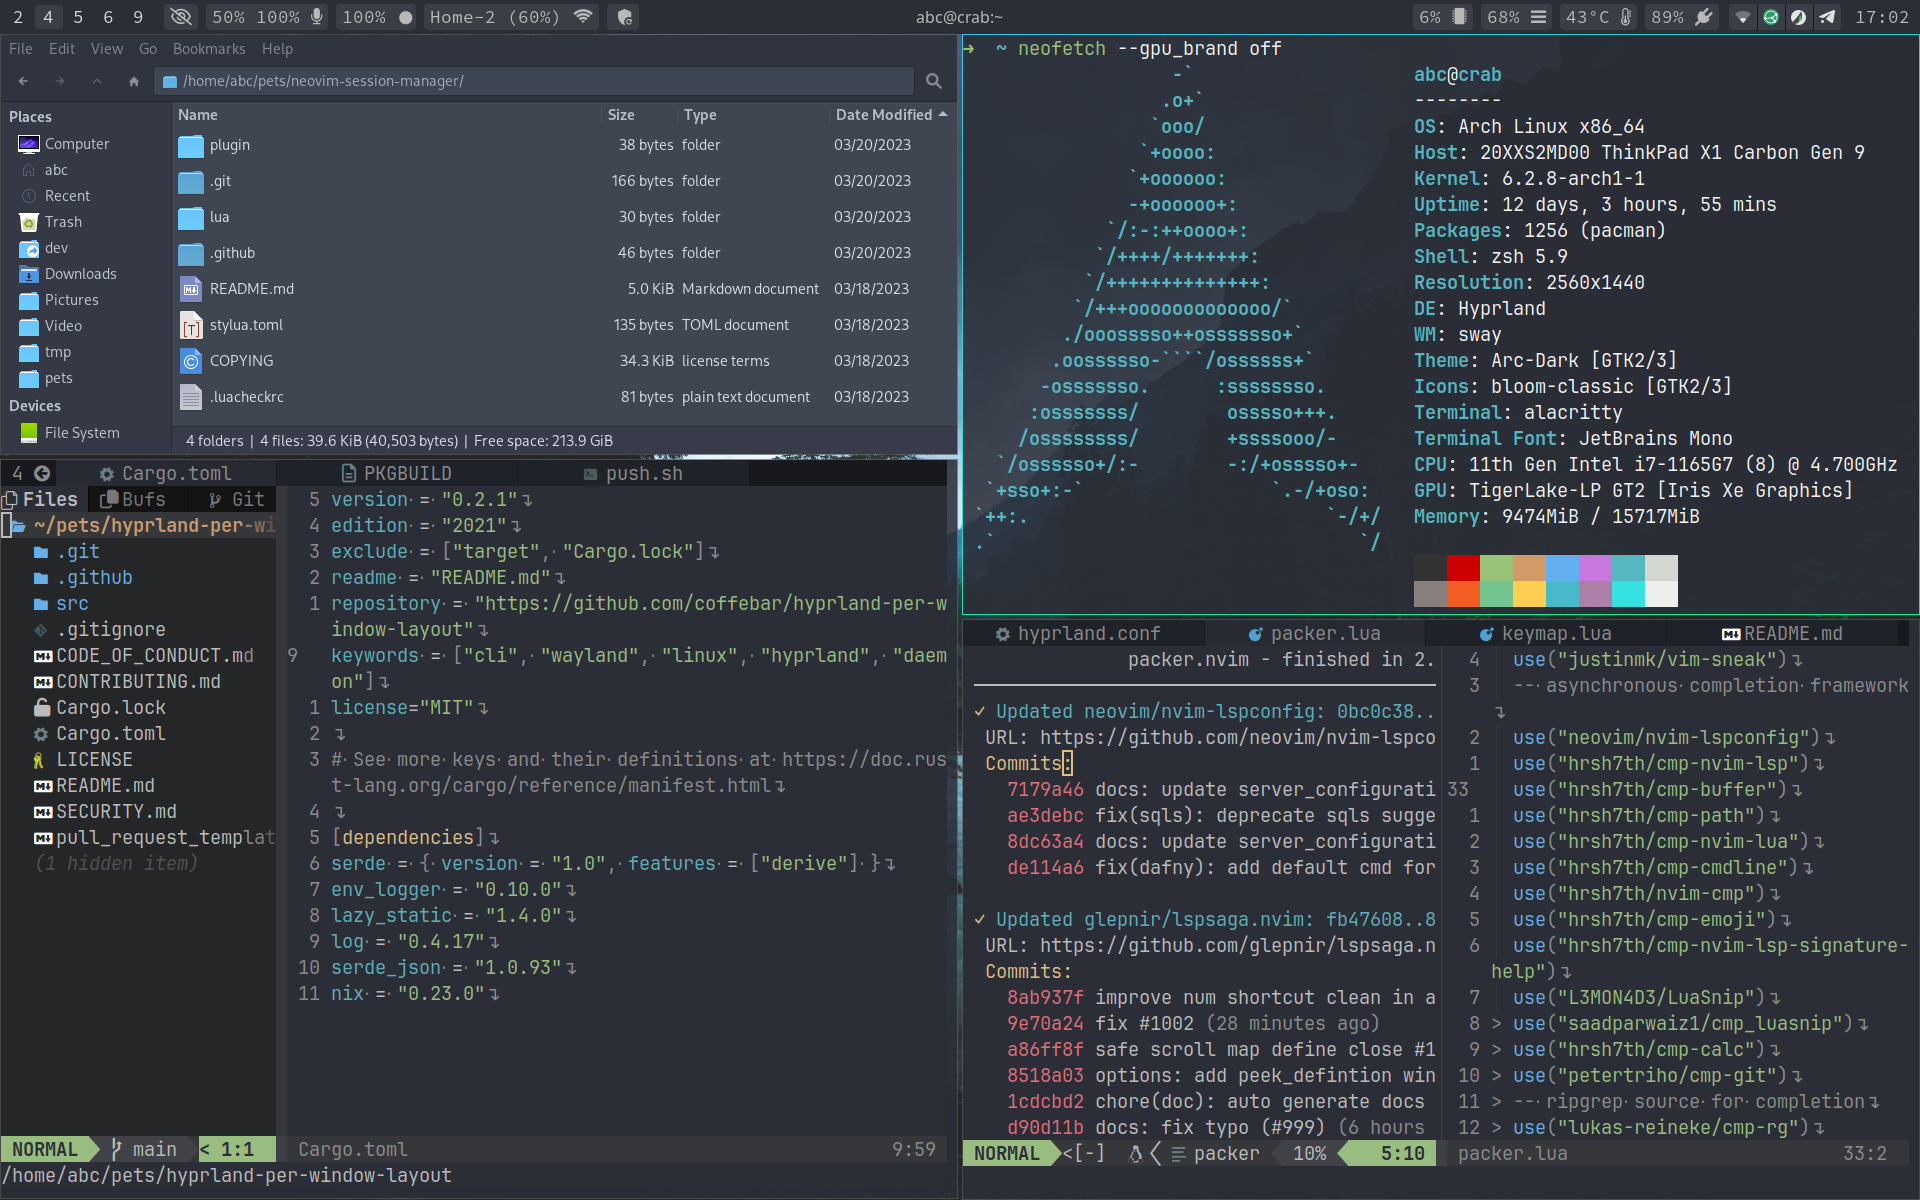 2 4 5 6 9 50% 100% 100% Home-2 (60%) abc@crab:~ 6% 68% 43°C 89% 17:02
File Edit View Go Bookmarks Help
/home/abc/pets/neovim-session-manager/
Places
Computer
abc
Recent
Trash
dev
Downloads
Pictures
Video
tmp
pets
Devices
File System
Name Size Type Date Modified
plugin 38 bytes folder 03/20/2023
.git 166 bytes folder 03/20/2023
lua 30 bytes folder 03/20/2023
.github 46 bytes folder 03/20/2023
README.md 5.0 KiB Markdown document 03/18/2023
stylua.toml 135 bytes TOML document 03/18/2023
COPYING 34.3 KiB license terms 03/18/2023
.luacheckrc 81 bytes plain text document 03/18/2023
4 folders | 4 files: 39.6 KiB (40,503 bytes) | Free space: 213.9 GiB
→ ~ neofetch --gpu_brand off
-`
.o+`
`ooo/
`+oooo:
`+oooooo:
-+oooooo+:
`/:-:++oooo+:
`/++++/+++++++:
`/++++++++++++++:
`/+++ooooooooooooo/`
./ooosssso++osssssso+`
.oossssso-````/ossssss+`
-osssssso. :ssssssso.
:osssssss/ osssso+++.
/ossssssss/ +ssssooo/-
`/ossssso+/:- -:/+osssso+-
`+sso+:-` `.-/+oso:
`++:. `-/+/
.` `/
abc@crab
--------
OS: Arch Linux x86_64
Host: 20XXS2MD00 ThinkPad X1 Carbon Gen 9
Kernel: 6.2.8-arch1-1
Uptime: 12 days, 3 hours, 55 mins
Packages: 1256 (pacman)
Shell: zsh 5.9
Resolution: 2560x1440
DE: Hyprland
WM: sway
Theme: Arc-Dark [GTK2/3]
Icons: bloom-classic [GTK2/3]
Terminal: alacritty
Terminal Font: JetBrains Mono
CPU: 11th Gen Intel i7-1165G7 (8) @ 4.700GHz
GPU: TigerLake-LP GT2 [Iris Xe Graphics]
Memory: 9474MiB / 15717MiB
4 Cargo.toml PKGBUILD push.sh
Files Bufs Git
~/pets/hyprland-per-wi
.git
.github
src
.gitignore
CODE_OF_CONDUCT.md
CONTRIBUTING.md
Cargo.lock
Cargo.toml
LICENSE
README.md
SECURITY.md
pull_request_templat
(1 hidden item)
5 version = "0.2.1"
4 edition = "2021"
3 exclude = ["target", "Cargo.lock"]
2 readme = "README.md"
1 repository = "https://github.com/coffebar/hyprland-per-w
indow-layout"
9 keywords = ["cli", "wayland", "linux", "hyprland", "daem
on"]
1 license="MIT"
2
3 # See more keys and their definitions at https://doc.rus
t-lang.org/cargo/reference/manifest.html
4
5 [dependencies]
6 serde = { version = "1.0", features = ["derive"] }
7 env_logger = "0.10.0"
8 lazy_static = "1.4.0"
9 log = "0.4.17"
10 serde_json = "1.0.93"
11 nix = "0.23.0"
NORMAL main < 1:1 Cargo.toml 9:59
/home/abc/pets/hyprland-per-window-layout
hyprland.conf packer.lua keymap.lua README.md
packer.nvim - finished in 2.
✓ Updated neovim/nvim-lspconfig: 0bc0c38..
URL: https://github.com/neovim/nvim-lspco
Commits:
7179a46 docs: update server_configurati
ae3debc fix(sqls): deprecate sqls sugge
8dc63a4 docs: update server_configurati
de114a6 fix(dafny): add default cmd for
✓ Updated glepnir/lspsaga.nvim: fb47608..8
URL: https://github.com/glepnir/lspsaga.n
Commits:
8ab937f improve num shortcut clean in a
9e70a24 fix #1002 (28 minutes ago)
a86ff8f safe scroll map define close #1
8518a03 options: add peek_defintion win
1cdcbd2 chore(doc): auto generate docs
d90d11b docs: fix typo (#999) (6 hours
4 use("justinmk/vim-sneak")
3 -- asynchronous completion framework
2 use("neovim/nvim-lspconfig")
1 use("hrsh7th/cmp-nvim-lsp")
33 use("hrsh7th/cmp-buffer")
1 use("hrsh7th/cmp-path")
2 use("hrsh7th/cmp-nvim-lua")
3 use("hrsh7th/cmp-cmdline")
4 use("hrsh7th/nvim-cmp")
5 use("hrsh7th/cmp-emoji")
6 use("hrsh7th/cmp-nvim-lsp-signature-
help")
7 use("L3MON4D3/LuaSnip")
8 > use("saadparwaiz1/cmp_luasnip")
9 > use("hrsh7th/cmp-calc")
10 > use("petertriho/cmp-git")
11 > -- ripgrep source for completion
12 > use("lukas-reineke/cmp-rg")
NORMAL <[-] packer 10% 5:10 packer.lua 33:2